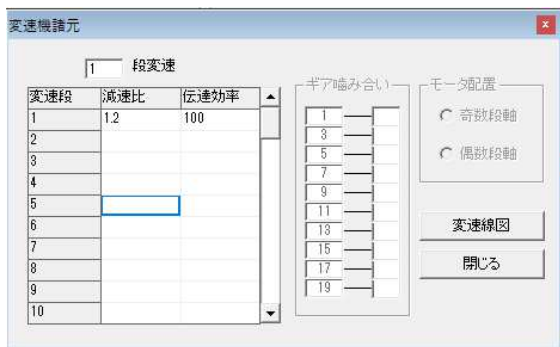 変速機諸元
x
1 段変速
変速段 減速比 伝達効率
1 1.2 100
2
3
4
5
6
7
8
9
10
ギア噛み合い
1
3
5
7
9
11
13
15
17
19
モータ配置
奇数段軸
偶数段軸
変速線図
閉じる